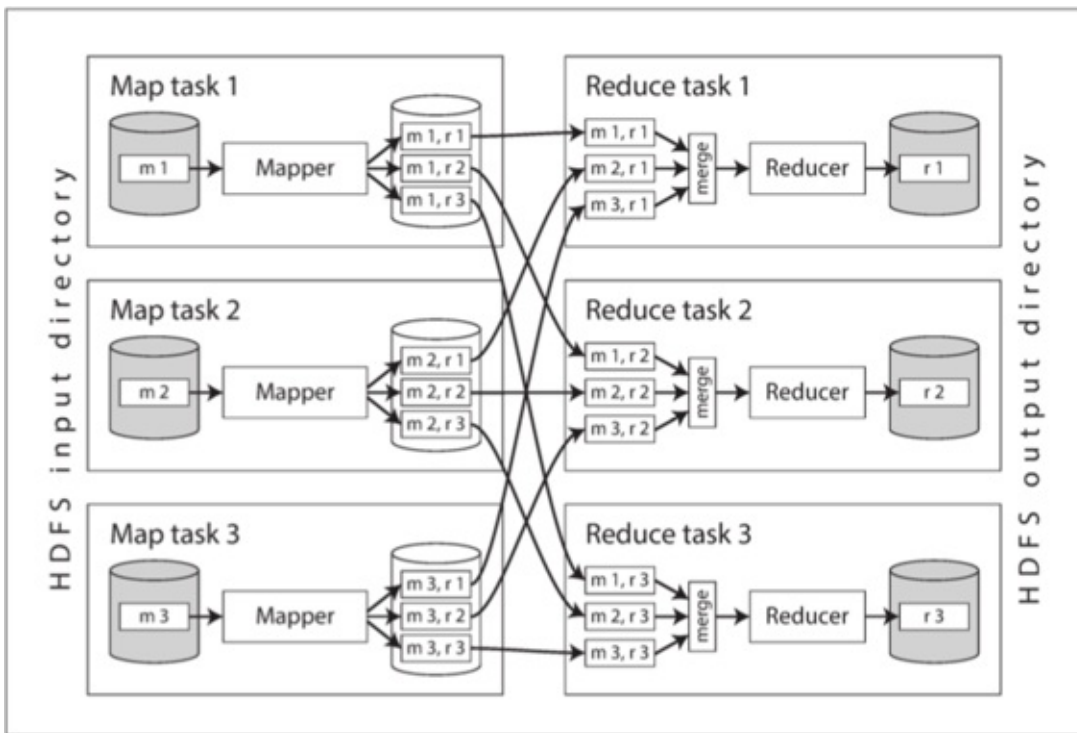 HDFS input directory
Map task 1
m 1
Mapper
m 1, r 1
m 1, r 2
m 1, r 3
Reduce task 1
m 1, r 1
m 2, r 1
m 3, r 1
merge
Reducer
r 1
Map task 2
m 2
Mapper
m 2, r 1
m 2, r 2
m 2, r 3
Reduce task 2
m 1, r 2
m 2, r 2
m 3, r 2
merge
Reducer
r 2
Map task 3
m 3
Mapper
m 3, r 1
m 3, r 2
m 3, r 3
Reduce task 3
m 1, r 3
m 2, r 3
m 3, r 3
merge
Reducer
r 3
HDFS output directory